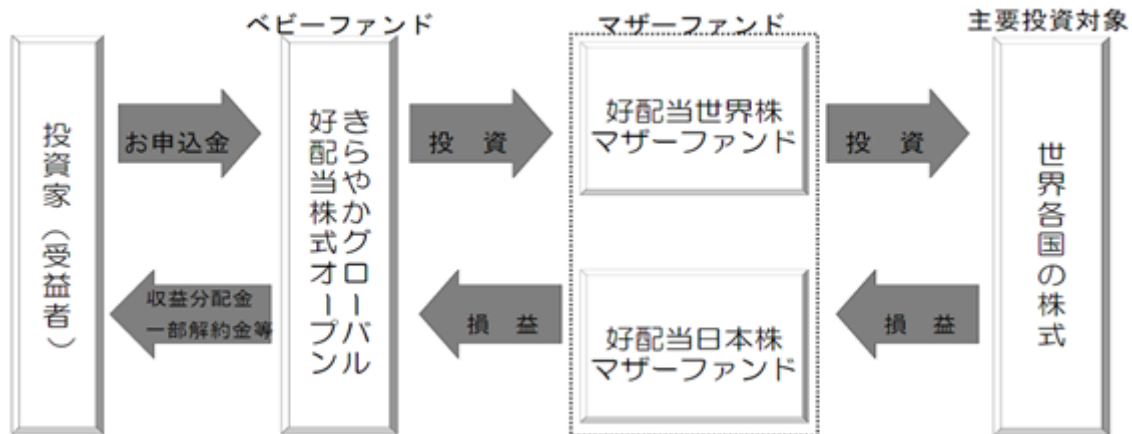 ベビーファンド
マザーファンド
主要投資対象
投資家（受益者）
お申込金
収益分配金
一部解約金等
きらやかグローバル
好配当株式オープン
投　資
損　益
好配当世界株
マザーファンド
好配当日本株
マザーファンド
投　資
損　益
世界各国の株式